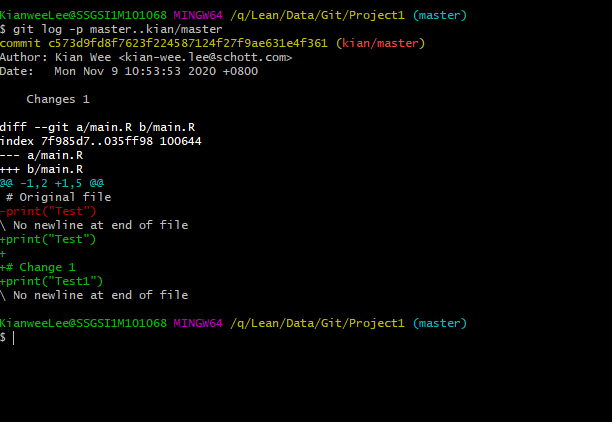 KianweeLee@SSGSI1M101068 MINGW64 /q/Lean/Data/Git/Project1 (master)
$ git log -p master..kian/master
commit c573d9fd8f7623f224587124f27f9ae631e4f361 (kian/master)
Author: Kian Wee <kian-wee.lee@schott.com>
Date:   Mon Nov 9 10:53:53 2020 +0800

    Changes 1

diff --git a/main.R b/main.R
index 7f985d7..035ff98 100644
--- a/main.R
+++ b/main.R
@@ -1,2 +1,5 @@
 # Original file
-print("Test")
\ No newline at end of file
+print("Test")
+
+# Change 1
+print("Test1")
\ No newline at end of file

KianweeLee@SSGSI1M101068 MINGW64 /q/Lean/Data/Git/Project1 (master)
$